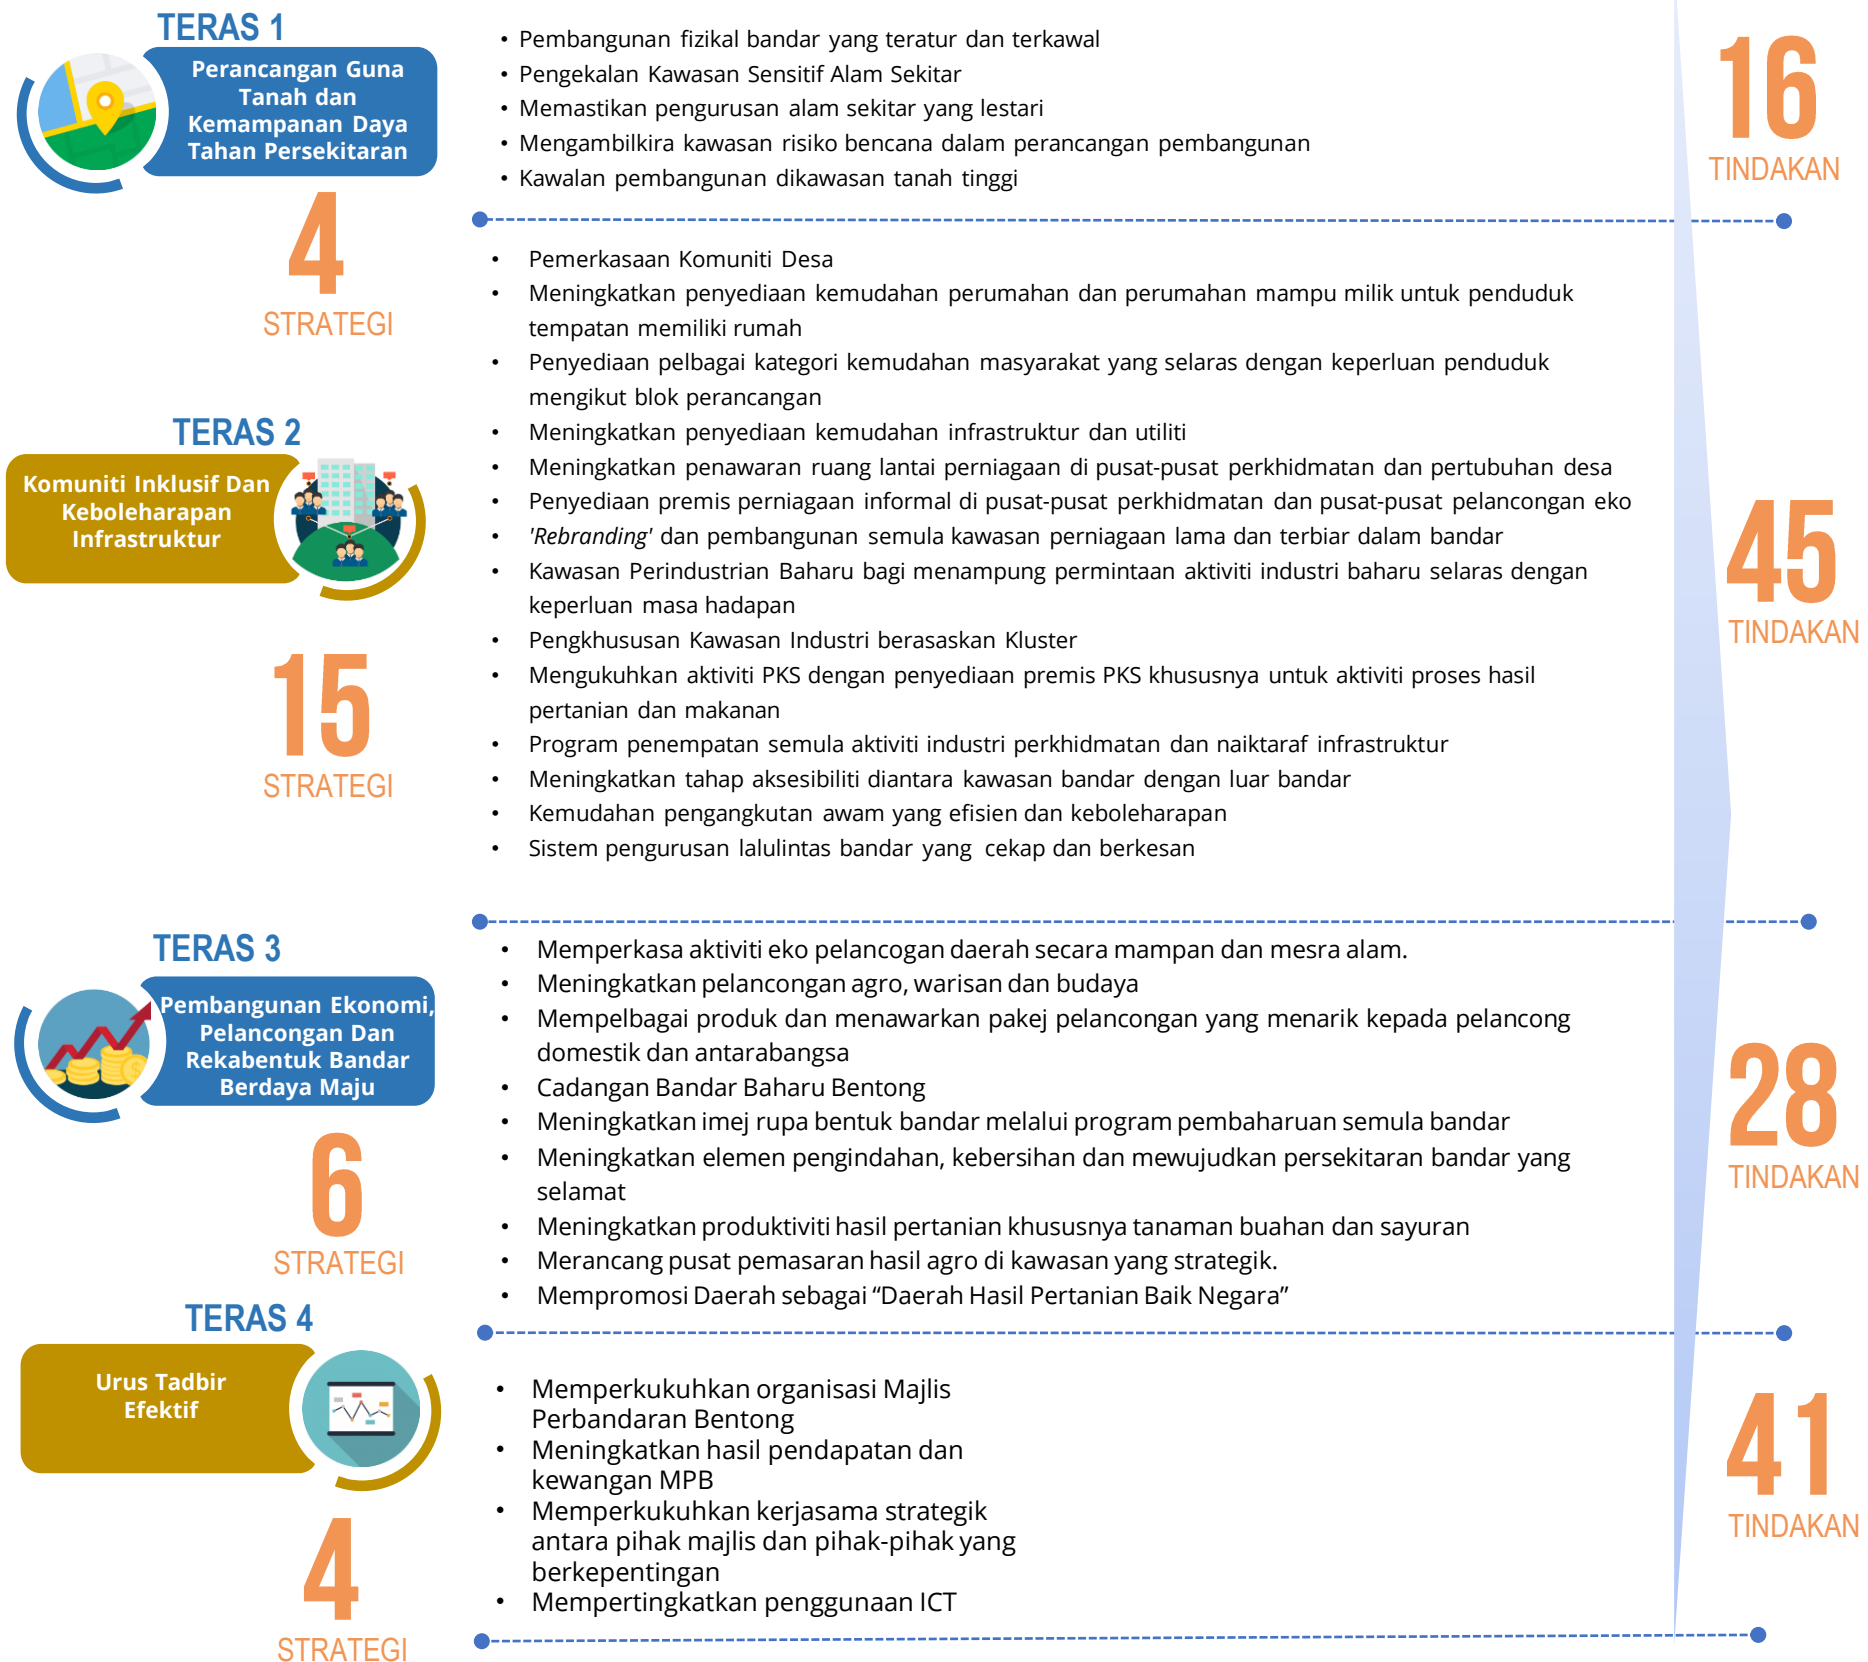 TERAS 1
Perancangan Guna
Tanah dan
Kemampanan Daya
Tahan Persekitaran
4
STRATEGI
• Pembangunan fizikal bandar yang teratur dan terkawal
• Pengekalan Kawasan Sensitif Alam Sekitar
• Memastikan pengurusan alam sekitar yang lestari
• Mengambilkira kawasan risiko bencana dalam perancangan pembangunan
• Kawalan pembangunan dikawasan tanah tinggi
16
TINDAKAN
TERAS 2
Komuniti Inklusif Dan
Keboleharapan
Infrastruktur
15
STRATEGI
• Pemerkasaan Komuniti Desa
• Meningkatkan penyediaan kemudahan perumahan dan perumahan mampu milik untuk penduduk
tempatan memiliki rumah
• Penyediaan pelbagai kategori kemudahan masyarakat yang selaras dengan keperluan penduduk
mengikut blok perancangan
• Meningkatkan penyediaan kemudahan infrastruktur dan utiliti
• Meningkatkan penawaran ruang lantai perniagaan di pusat-pusat perkhidmatan dan pertubuhan desa
• Penyediaan premis perniagaan informal di pusat-pusat perkhidmatan dan pusat-pusat pelancongan eko
• 'Rebranding' dan pembangunan semula kawasan perniagaan lama dan terbiar dalam bandar
• Kawasan Perindustrian Baharu bagi menampung permintaan aktiviti industri baharu selaras dengan
keperluan masa hadapan
• Pengkhususan Kawasan Industri berasaskan Kluster
• Mengukuhkan aktiviti PKS dengan penyediaan premis PKS khususnya untuk aktiviti proses hasil
pertanian dan makanan
• Program penempatan semula aktiviti industri perkhidmatan dan naiktaraf infrastruktur
• Meningkatkan tahap aksesibiliti diantara kawasan bandar dengan luar bandar
• Kemudahan pengangkutan awam yang efisien dan keboleharapan
• Sistem pengurusan lalulintas bandar yang cekap dan berkesan
45
TINDAKAN
TERAS 3
Pembangunan Ekonomi,
Pelancongan Dan
Rekabentuk Bandar
Berdaya Maju
6
STRATEGI
• Memperkasa aktiviti eko pelancogan daerah secara mampan dan mesra alam.
• Meningkatkan pelancongan agro, warisan dan budaya
• Mempelbagai produk dan menawarkan pakej pelancongan yang menarik kepada pelancong
domestik dan antarabangsa
• Cadangan Bandar Baharu Bentong
• Meningkatkan imej rupa bentuk bandar melalui program pembaharuan semula bandar
• Meningkatkan elemen pengindahan, kebersihan dan mewujudkan persekitaran bandar yang
selamat
• Meningkatkan produktiviti hasil pertanian khususnya tanaman buahan dan sayuran
• Merancang pusat pemasaran hasil agro di kawasan yang strategik.
• Mempromosi Daerah sebagai “Daerah Hasil Pertanian Baik Negara”
28
TINDAKAN
TERAS 4
Urus Tadbir
Efektif
4
STRATEGI
• Memperkukuhkan organisasi Majlis
Perbandaran Bentong
• Meningkatkan hasil pendapatan dan
kewangan MPB
• Memperkukuhkan kerjasama strategik
antara pihak majlis dan pihak-pihak yang
berkepentingan
• Mempertingkatkan penggunaan ICT
41
TINDAKAN